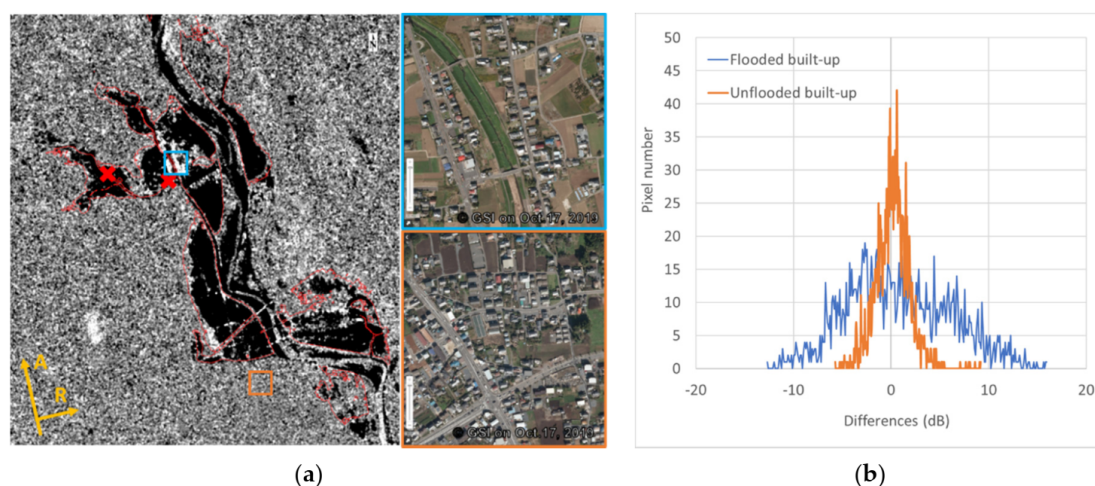 N
A
R
GSI on Oct.17, 2019
GSI on Oct.17, 2019
50
45
40
35
30
25
20
15
10
5
0
-20
-10
0
10
20
Pixel number
Differences (dB)
Flooded built-up
Unflooded built-up
(a)
(b)